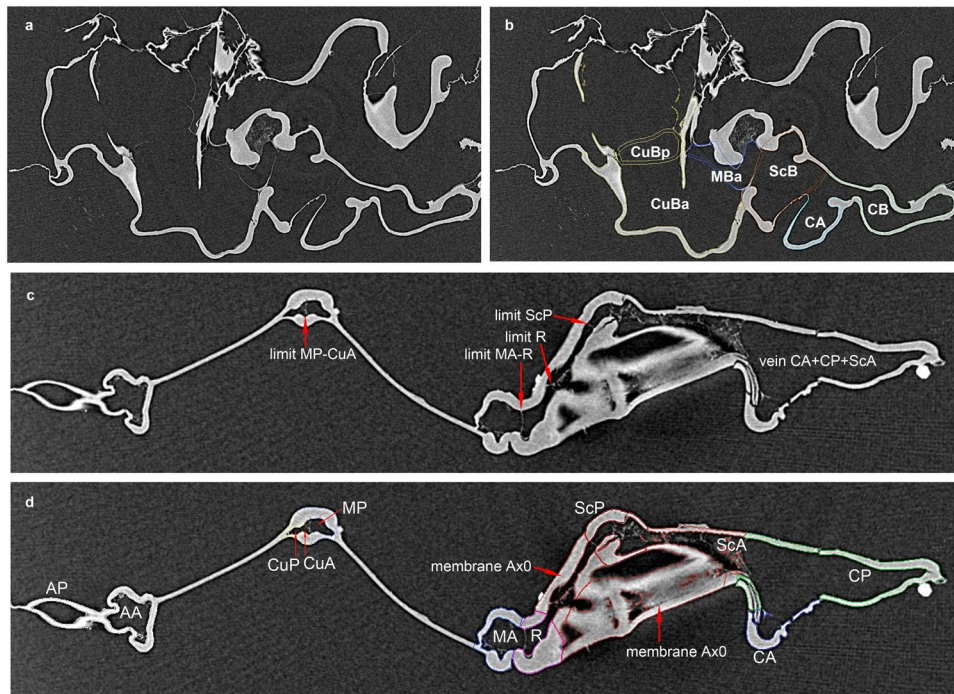 a
b
CuBp
MBa
ScB
CuBa
CA
CB
c
limit MP-CuA
limit ScP
limit R
limit MA-R
vein CA+CP+ScA
d
MP
CuP
CuA
ScP
membrane Ax0
ScA
CP
AP
AA
MA
R
membrane Ax0
CA